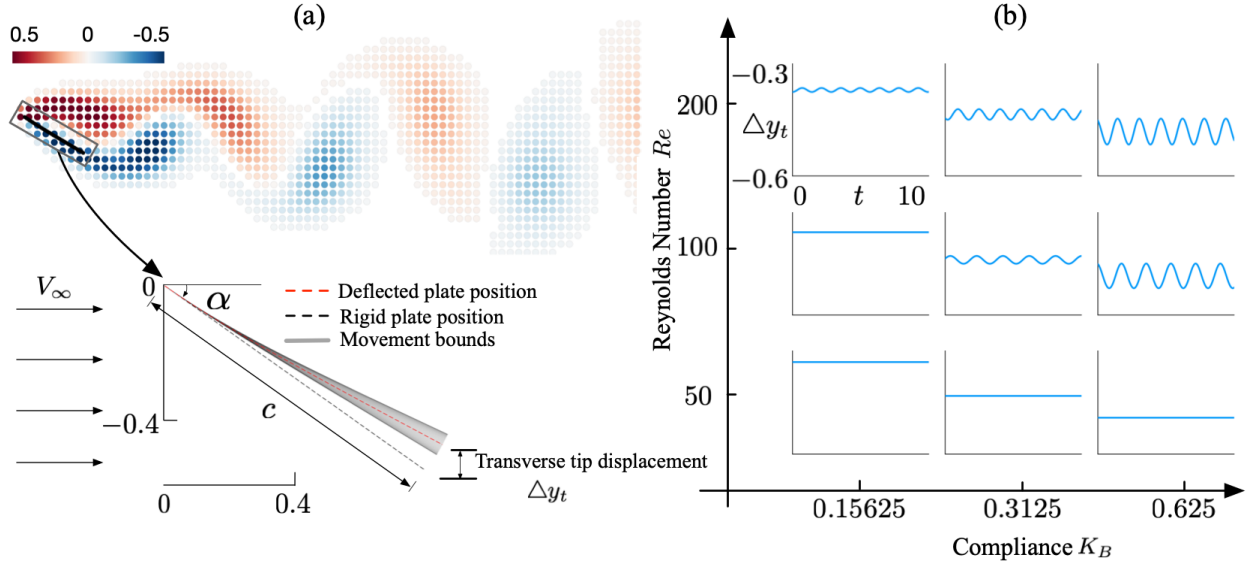 (a)
0.5 0 -0.5
V∞
0
α
Deflected plate position
Rigid plate position
Movement bounds
c
−0.4
Transverse tip displacement
△y_t
0 0.4
(b)
Reynolds Number Re
200
100
50
−0.3
△y_t
−0.6
0 t 10
0.15625 0.3125 0.625
Compliance K_B